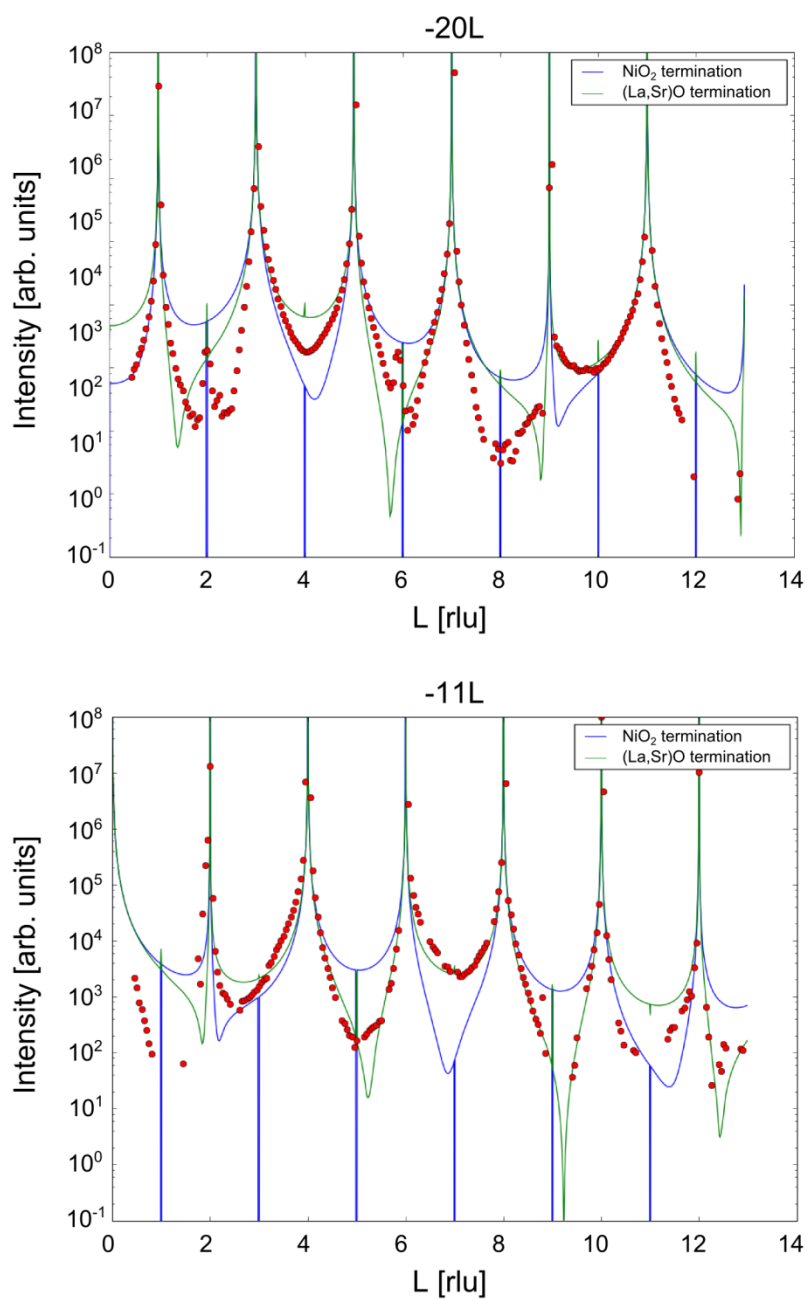 -20L
10^8
10^7
10^6
10^5
10^4
10^3
10^2
10^1
10^0
10^-1
Intensity [arb. units]
NiO₂ termination
(La,Sr)O termination
0 2 4 6 8 10 12 14
L [rlu]
-11L
10^8
10^7
10^6
10^5
10^4
10^3
10^2
10^1
10^0
10^-1
Intensity [arb. units]
NiO₂ termination
(La,Sr)O termination
0 2 4 6 8 10 12 14
L [rlu]